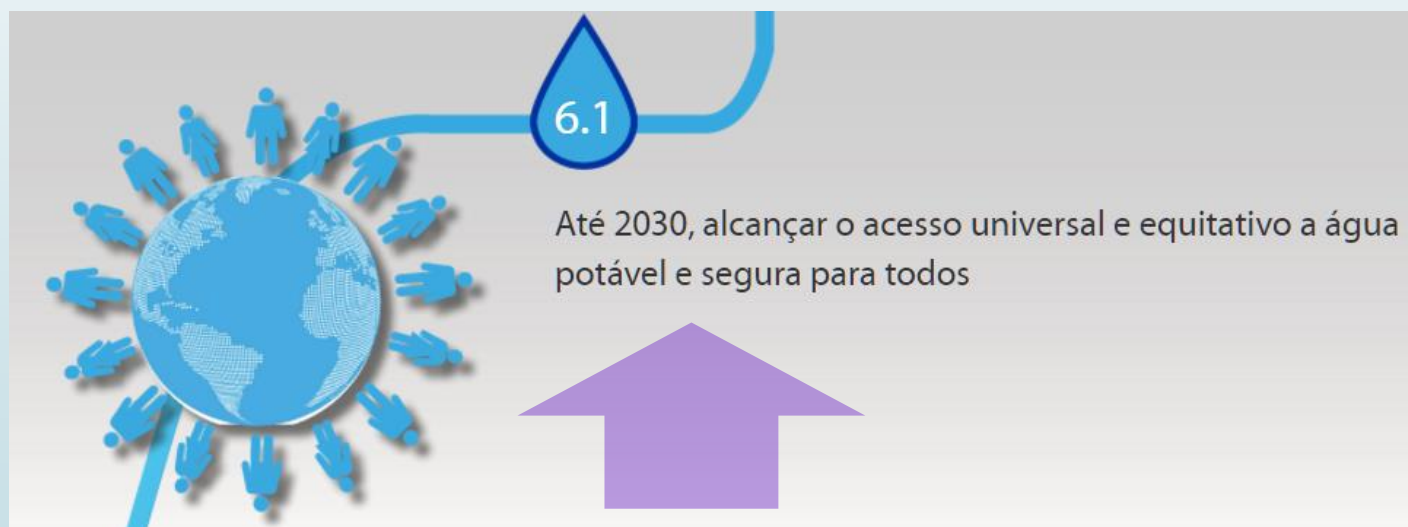 6.1
Até 2030, alcançar o acesso universal e equitativo a água
potável e segura para todos